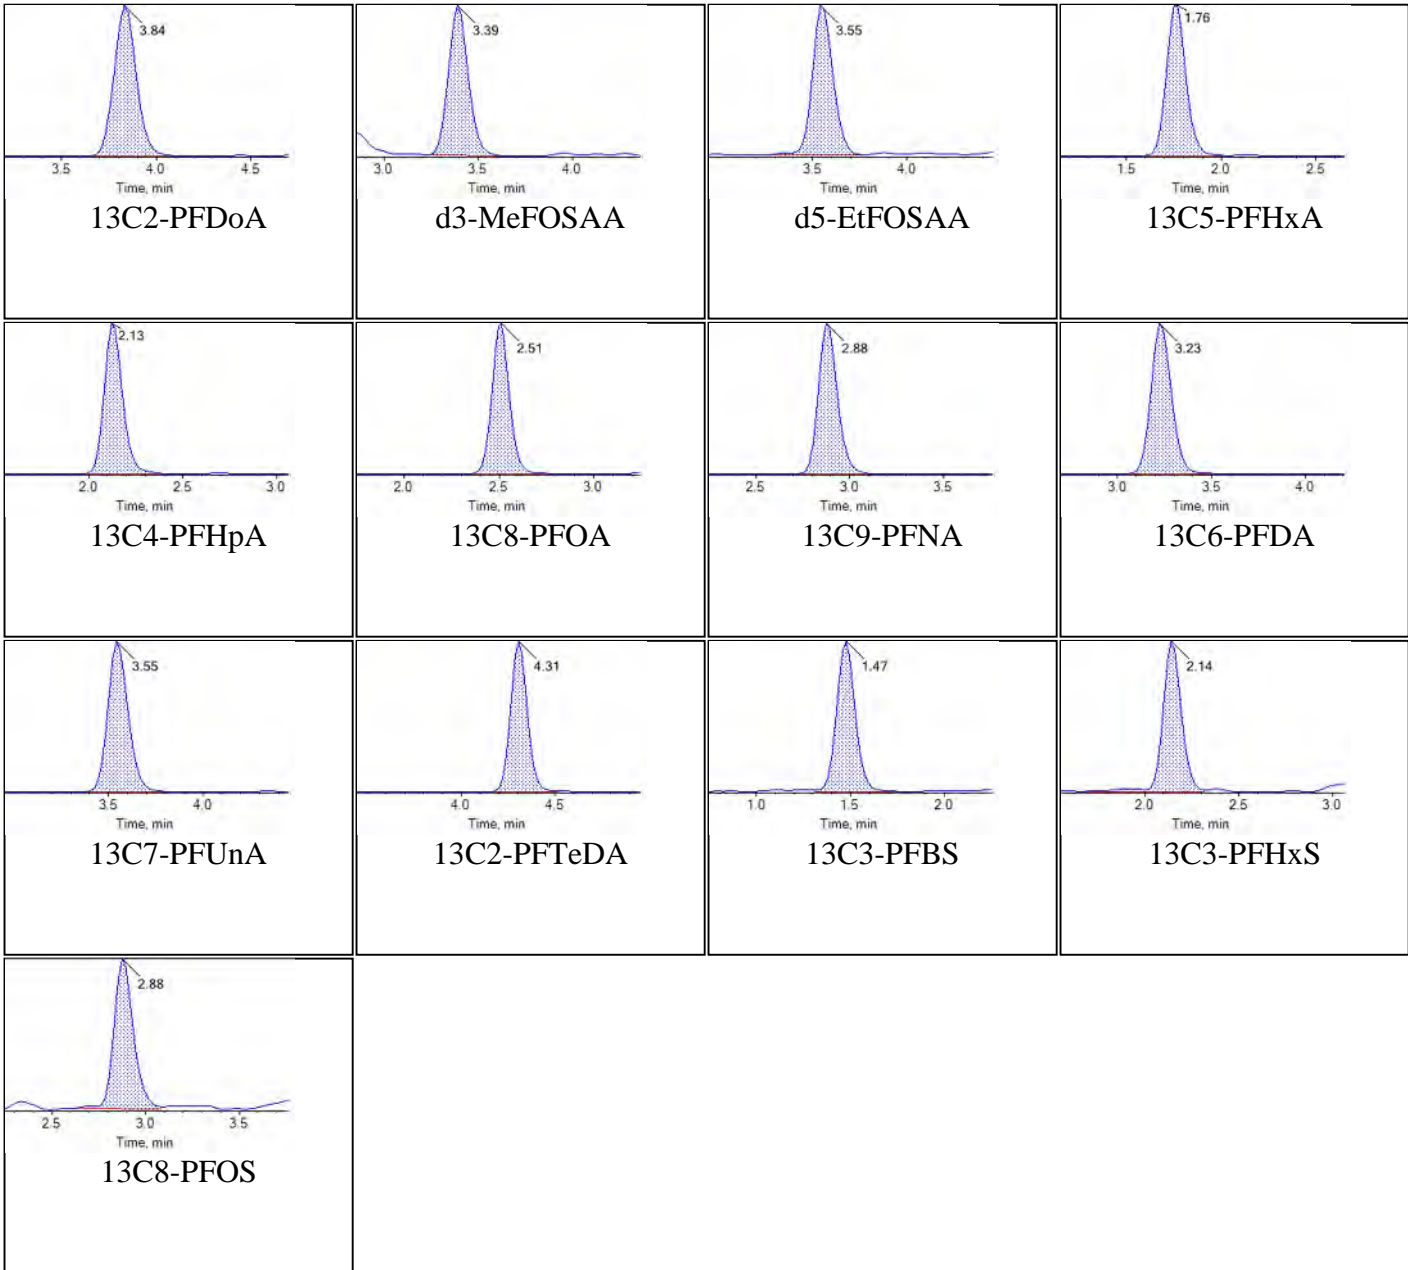 3.84
3.5 4.0 4.5
Time, min
13C2-PFDoA
3.39
3.0 3.5 4.0
Time, min
d3-MeFOSAA
3.55
3.5 4.0
Time, min
d5-EtFOSAA
1.76
1.5 2.0 2.5
Time, min
13C5-PFHxA
2.13
2.0 2.5 3.0
Time, min
13C4-PFHpA
2.51
2.0 2.5 3.0
Time, min
13C8-PFOA
2.88
2.5 3.0 3.5
Time, min
13C9-PFNA
3.23
3.0 3.5 4.0
Time, min
13C6-PFDA
3.55
3.5 4.0
Time, min
13C7-PFUnA
4.31
4.0 4.5
Time, min
13C2-PFTeDA
1.47
1.0 1.5 2.0
Time, min
13C3-PFBS
2.14
2.0 2.5 3.0
Time, min
13C3-PFHxS
2.88
2.5 3.0 3.5
Time, min
13C8-PFOS